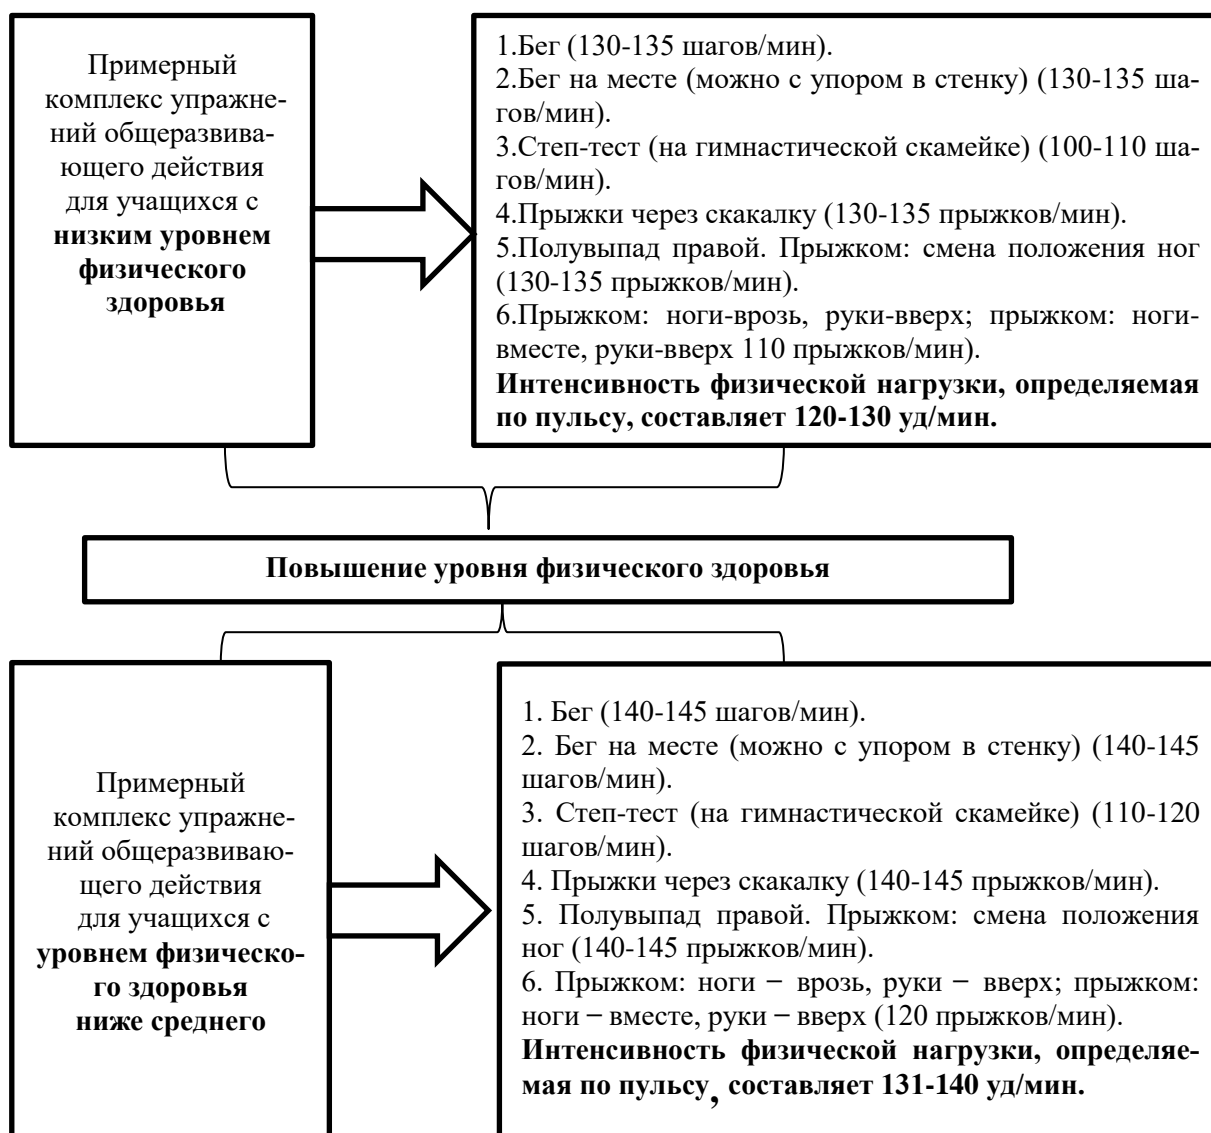 Примерный
комплекс упражне-
ний общеразвива-
ющего действия
для учащихся с
низким уровнем
физического
здоровья
1.Бег (130-135 шагов/мин).
2.Бег на месте (можно с упором в стенку) (130-135 ша-
гов/мин).
3.Степ-тест (на гимнастической скамейке) (100-110 ша-
гов/мин).
4.Прыжки через скакалку (130-135 прыжков/мин).
5.Полувыпад правой. Прыжком: смена положения ног
(130-135 прыжков/мин).
6.Прыжком: ноги-врозь, руки-вверх; прыжком: ноги-
вместе, руки-вверх 110 прыжков/мин).
Интенсивность физической нагрузки, определяемая
по пульсу, составляет 120-130 уд/мин.
Повышение уровня физического здоровья
Примерный
комплекс упражне-
ний общеразвиваю-
щего действия
для учащихся с
уровнем физическо-
го здоровья
ниже среднего
1. Бег (140-145 шагов/мин).
2. Бег на месте (можно с упором в стенку) (140-145
шагов/мин).
3. Степ-тест (на гимнастической скамейке) (110-120
шагов/мин).
4. Прыжки через скакалку (140-145 прыжков/мин).
5. Полувыпад правой. Прыжком: смена положения
ног (140-145 прыжков/мин).
6. Прыжком: ноги − врозь, руки − вверх; прыжком:
ноги − вместе, руки − вверх (120 прыжков/мин).
Интенсивность физической нагрузки, определяе-
мая по пульсу, составляет 131-140 уд/мин.